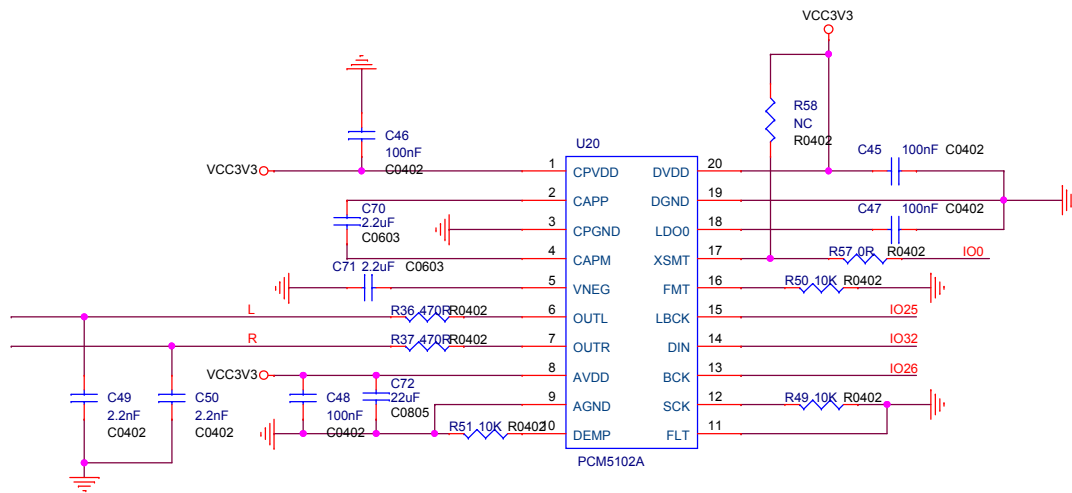 VCC3V3
R58
NC
R0402
C46
100nF
C0402
U20
C45 100nF C0402
VCC3V3
1 CPVDD DVDD 20
2 CAPP DGND 19
C70
2.2uF
C0603
C47 100nF C0402
3 CPGND LDO0 18
4 CAPM XSMT 17
R57 0R R0402 IO0
C71 2.2uF C0603
5 VNEG FMT 16
R50 10K R0402
L R36 470R R0402
6 OUTL LBCK 15 IO25
R R37 470R R0402
7 OUTR DIN 14 IO32
VCC3V3
8 AVDD BCK 13 IO26
C49
2.2nF
C0402
C50
2.2nF
C0402
C48
100nF
C0402
C72
22uF
C0805
9 AGND SCK 12
R49 10K R0402
R51 10K R0402
10 DEMP FLT 11
PCM5102A